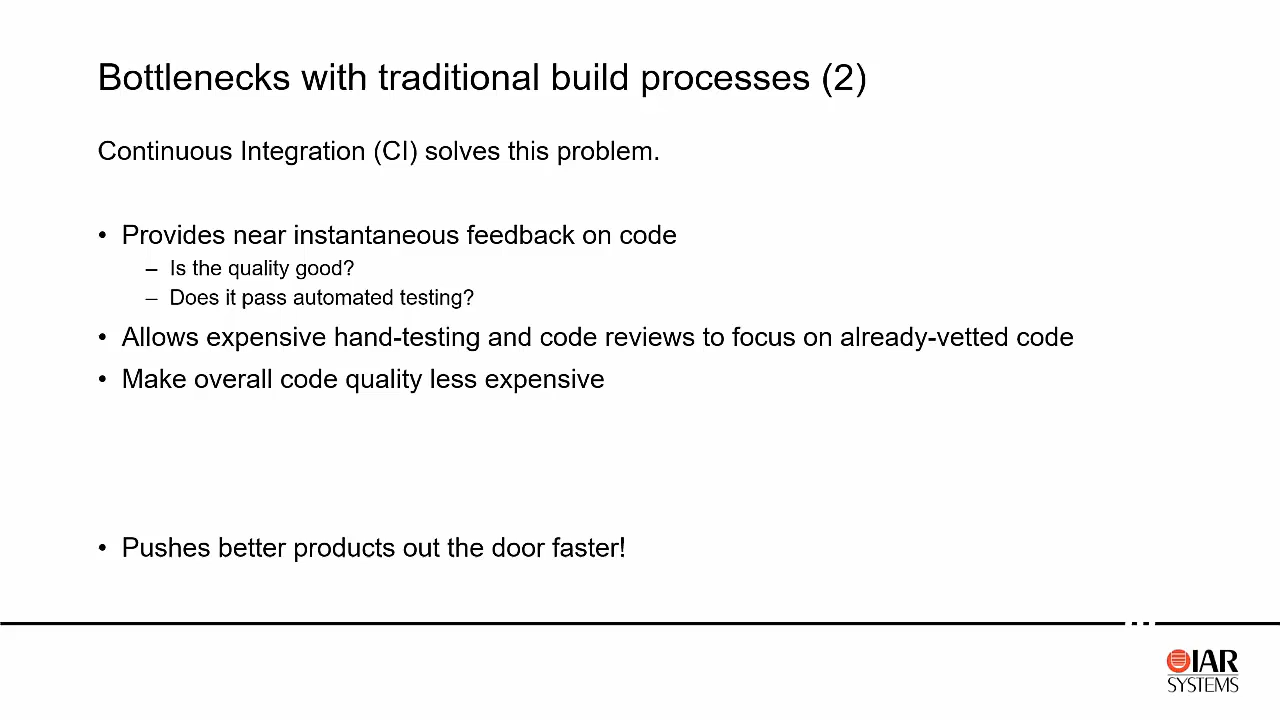 Bottlenecks with traditional build processes (2)
Continuous Integration (CI) solves this problem.
• Provides near instantaneous feedback on code
– Is the quality good?
– Does it pass automated testing?
• Allows expensive hand-testing and code reviews to focus on already-vetted code
• Make overall code quality less expensive
• Pushes better products out the door faster!
IAR
SYSTEMS